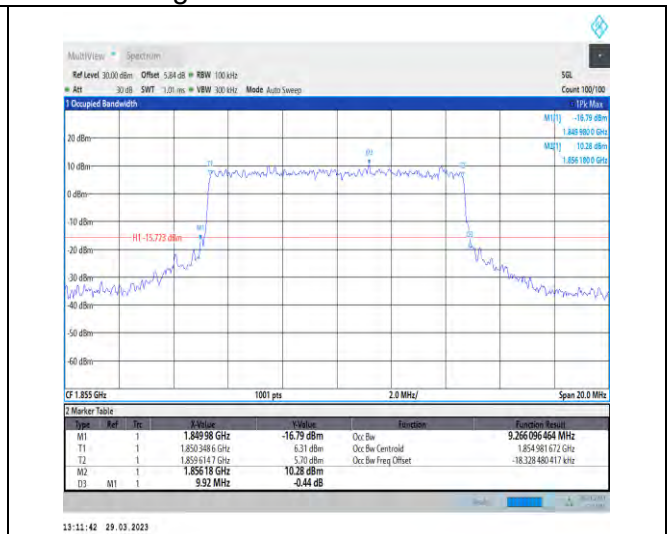 MultiView Spectrum
Ref Level 30.00 dBm Offset 5.84 dB RBW 100 kHz SGL
Att 30 dB SWT 1.01 ms VBW 300 kHz Mode Auto Sweep Count 100/100
1 Occupied Bandwidth 1Pk Max
M1[1] -16.79 dBm
1.849 980 0 GHz
M2[1] 10.28 dBm
1.856 180 0 GHz
20 dBm
10 dBm
T1
T2
0 dBm
-10 dBm
M1
D3
H1 -15.723 dBm
-20 dBm
-30 dBm
-40 dBm
-50 dBm
-60 dBm
CF 1.855 GHz 1001 pts 2.0 MHz/ Span 20.0 MHz
2 Marker Table
Type Ref Trc X-Value Y-Value Function Function Result
M1 1 1.849 98 GHz -16.79 dBm Occ Bw 9.266 096 464 MHz
T1 1 1.850 348 6 GHz 6.31 dBm Occ Bw Centroid 1.854 981 672 GHz
T2 1 1.859 614 7 GHz 5.70 dBm Occ Bw Freq Offset -18.328 480 417 kHz
M2 1 1.856 18 GHz 10.28 dBm
D3 M1 1 9.92 MHz -0.44 dB
13:11:42 29.03.2023